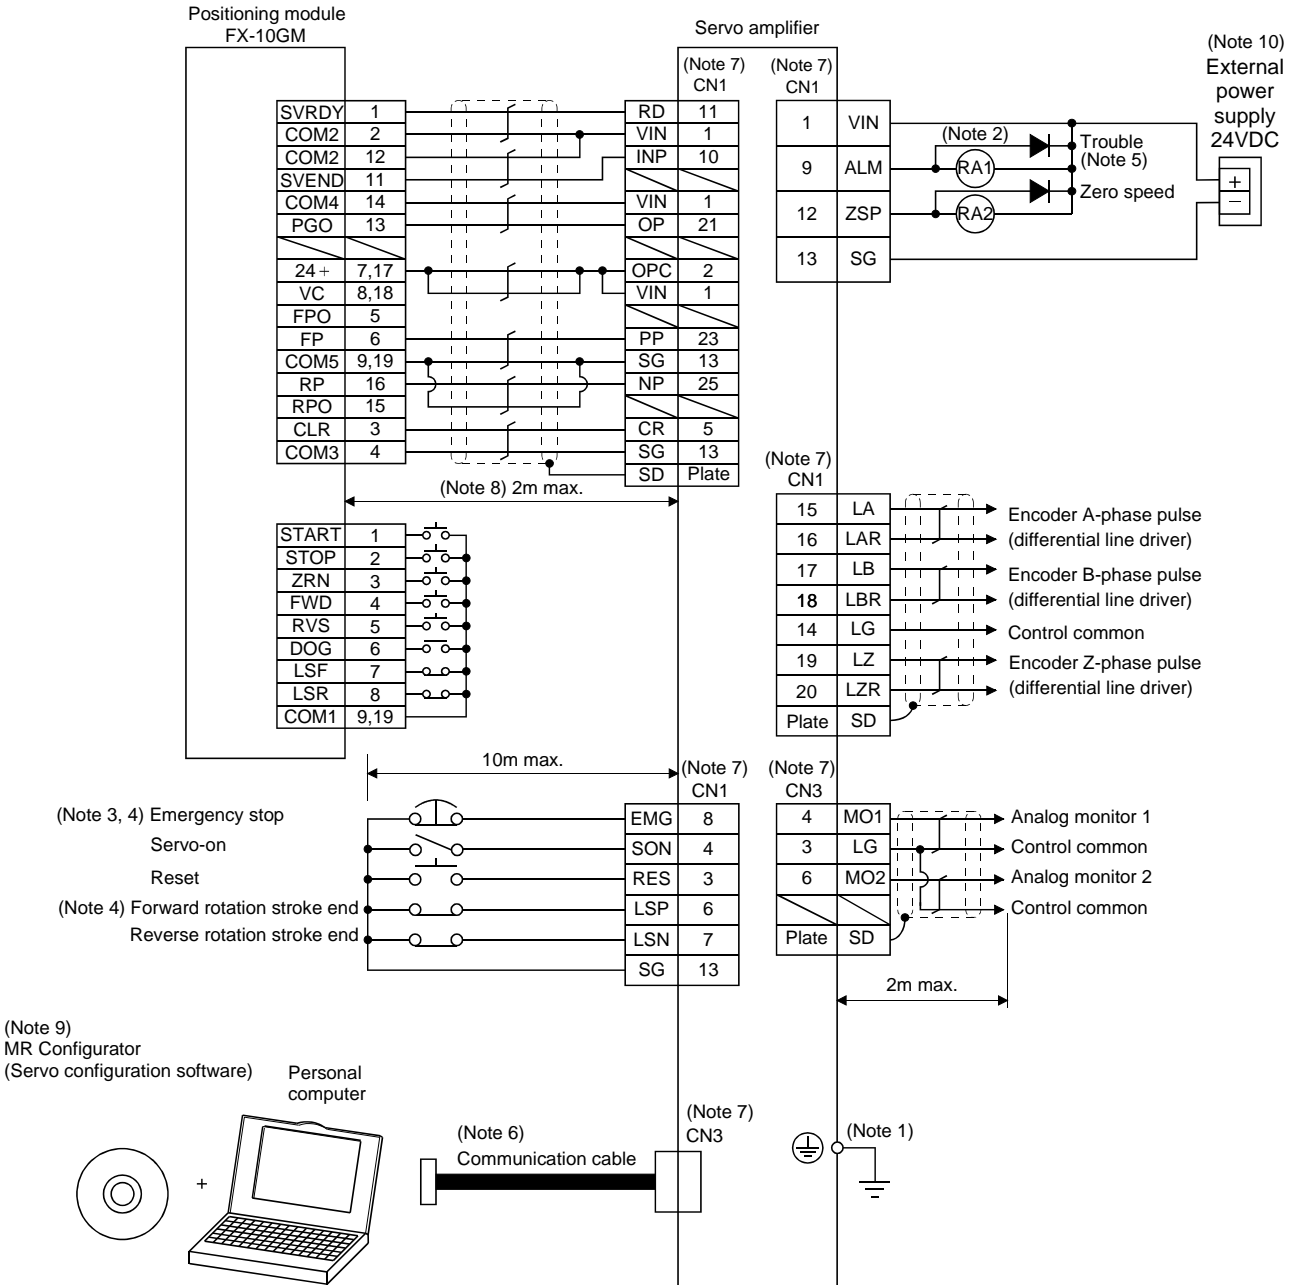 Positioning module
FX-10GM
Servo amplifier
(Note 7)
CN1
SVRDY 1
COM2 2
COM2 12
SVEND 11
COM4 14
PGO 13
24+ 7,17
VC 8,18
FPO 5
FP 6
COM5 9,19
RP 16
RPO 15
CLR 3
COM3 4
RD 11
VIN 1
INP 10
VIN 1
OP 21
OPC 2
VIN 1
PP 23
SG 13
NP 25
CR 5
SG 13
SD Plate
(Note 8) 2m max.
(Note 7)
CN1
1 VIN
9 ALM
12 ZSP
13 SG
(Note 2)
RA1
RA2
Trouble
(Note 5)
Zero speed
(Note 10)
External
power
supply
24VDC
+
−
START 1
STOP 2
ZRN 3
FWD 4
RVS 5
DOG 6
LSF 7
LSR 8
COM1 9,19
(Note 7)
CN1
15 LA
16 LAR
17 LB
18 LBR
14 LG
19 LZ
20 LZR
Plate SD
Encoder A-phase pulse
(differential line driver)
Encoder B-phase pulse
(differential line driver)
Control common
Encoder Z-phase pulse
(differential line driver)
10m max.
(Note 7)
CN1
(Note 3, 4) Emergency stop
Servo-on
Reset
(Note 4) Forward rotation stroke end
Reverse rotation stroke end
EMG 8
SON 4
RES 3
LSP 6
LSN 7
SG 13
(Note 7)
CN3
4 MO1
3 LG
6 MO2
Plate SD
Analog monitor 1
Control common
Analog monitor 2
Control common
2m max.
(Note 9)
MR Configurator
(Servo configuration software)
Personal
computer
+
(Note 6)
Communication cable
(Note 7)
CN3
(Note 1)